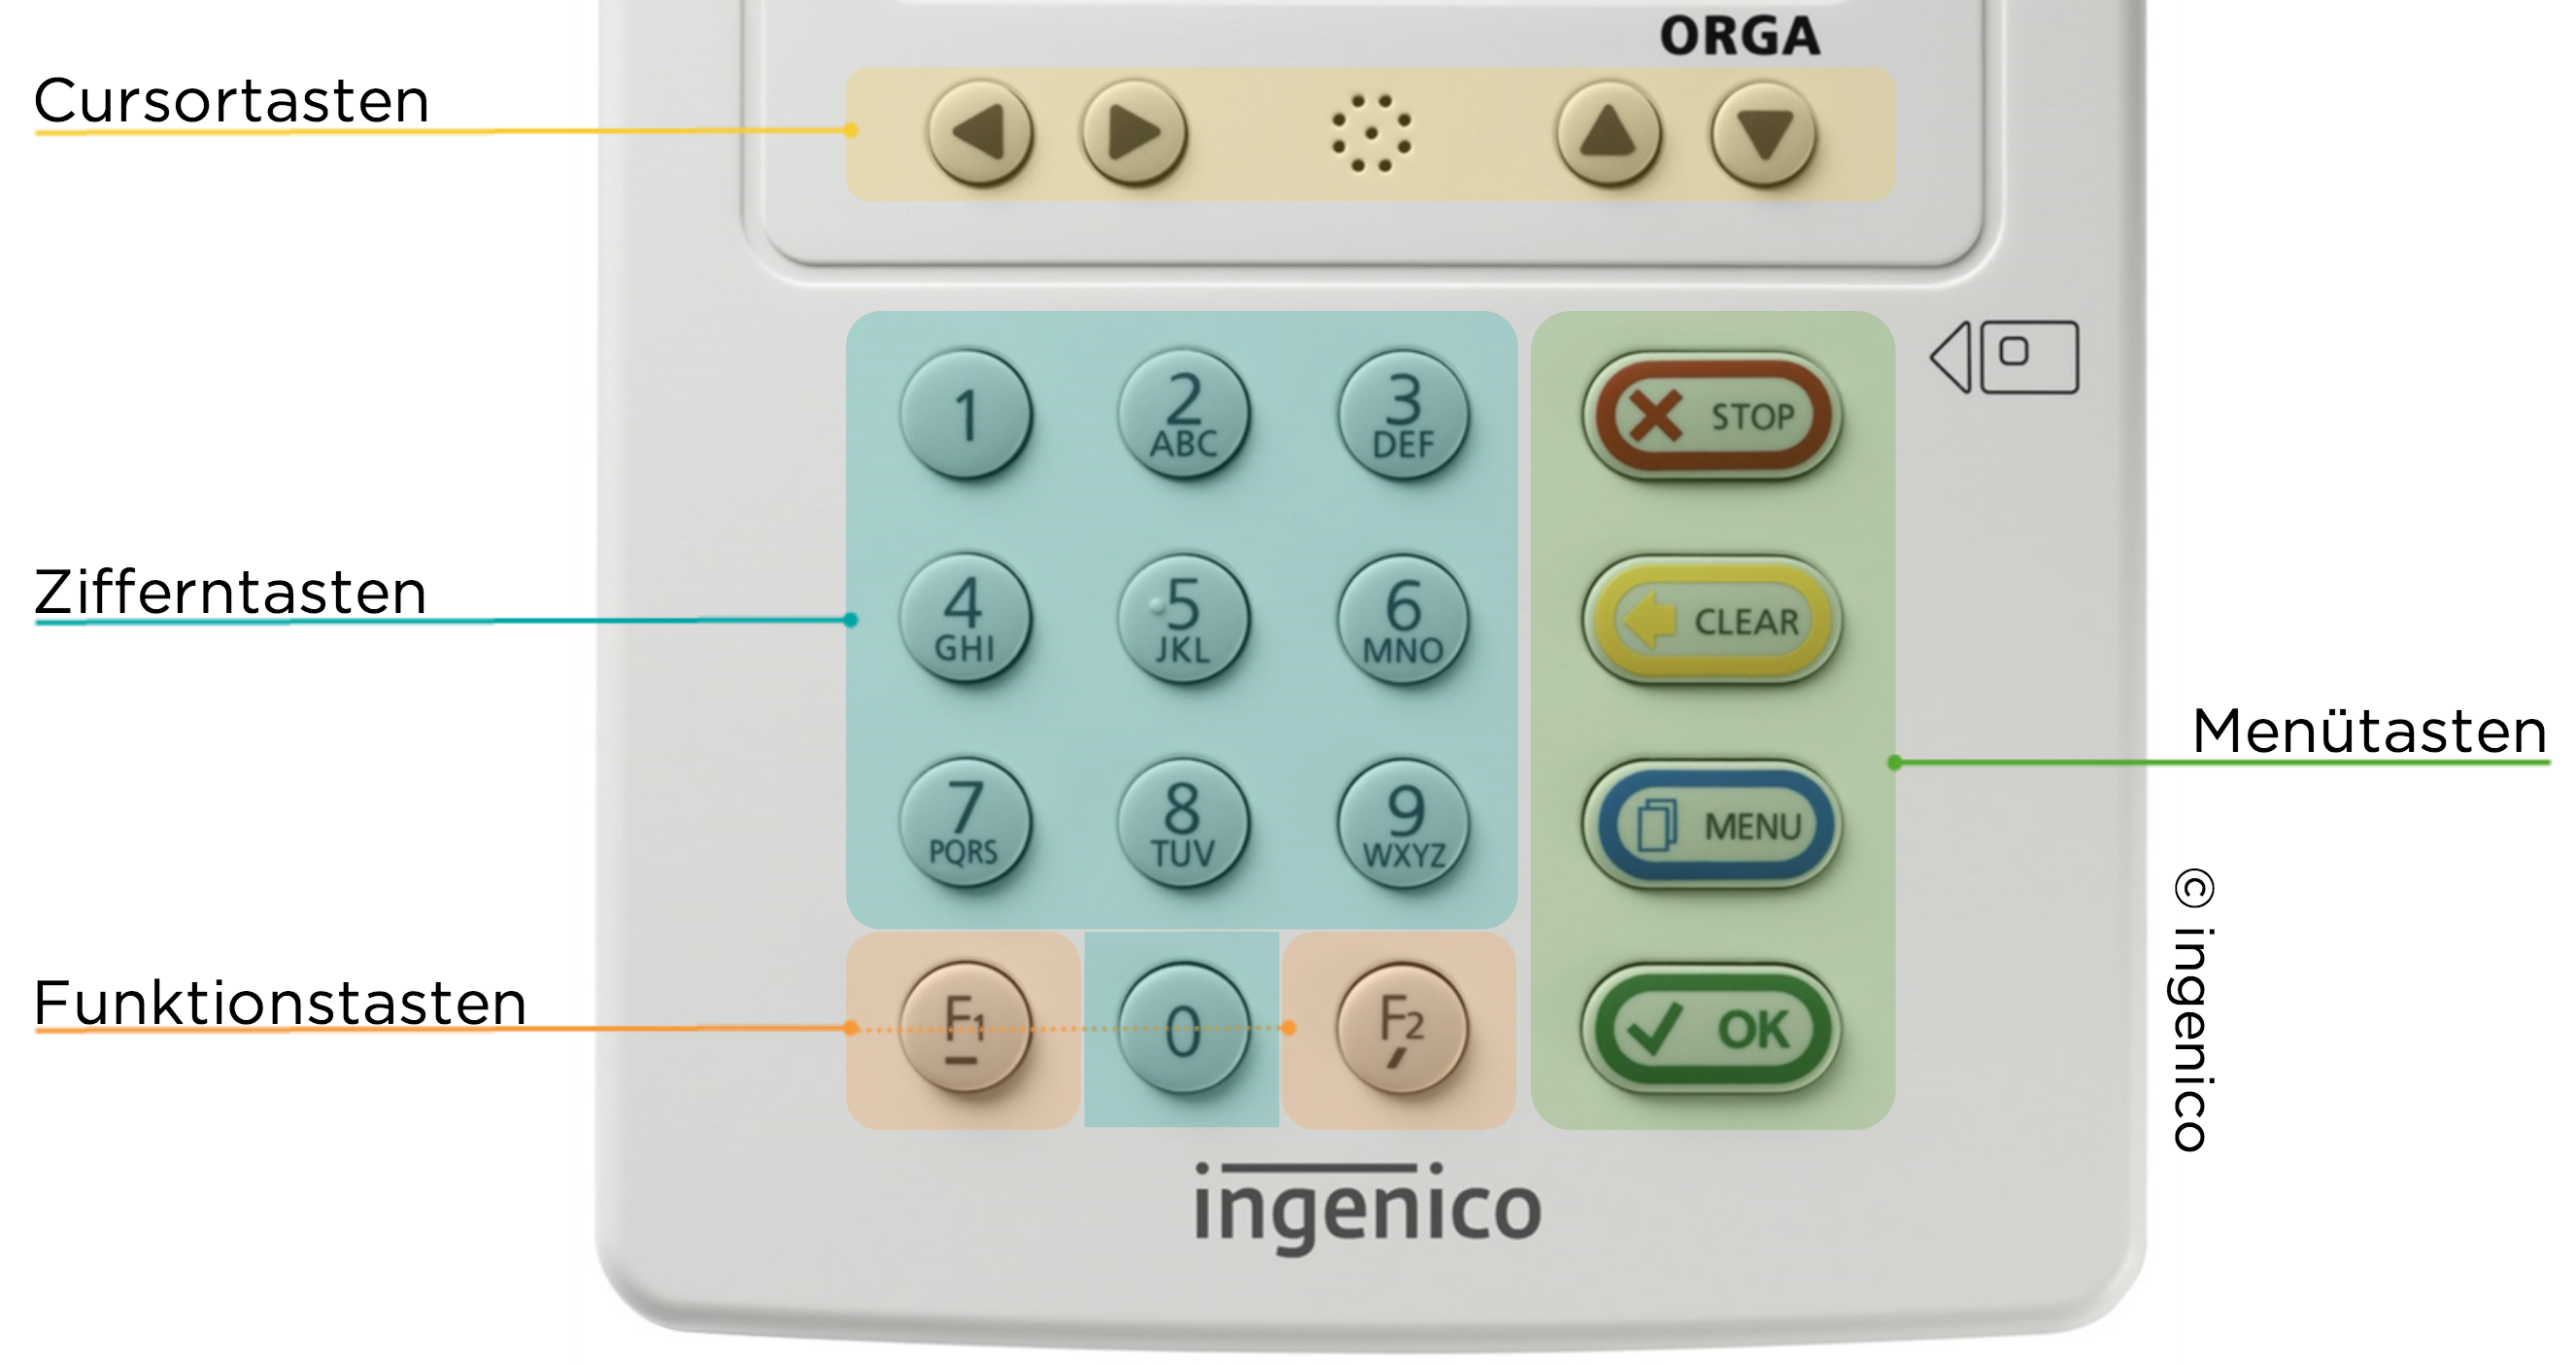 ORGA
Cursortasten
1
2
ABC
3
DEF
STOP
Zifferntasten
4
GHI
5
JKL
6
MNO
CLEAR
7
PQRS
8
TUV
9
WXYZ
MENU
Menütasten
Funktionstasten
F1
0
F2
OK
© ingenico
ingenico